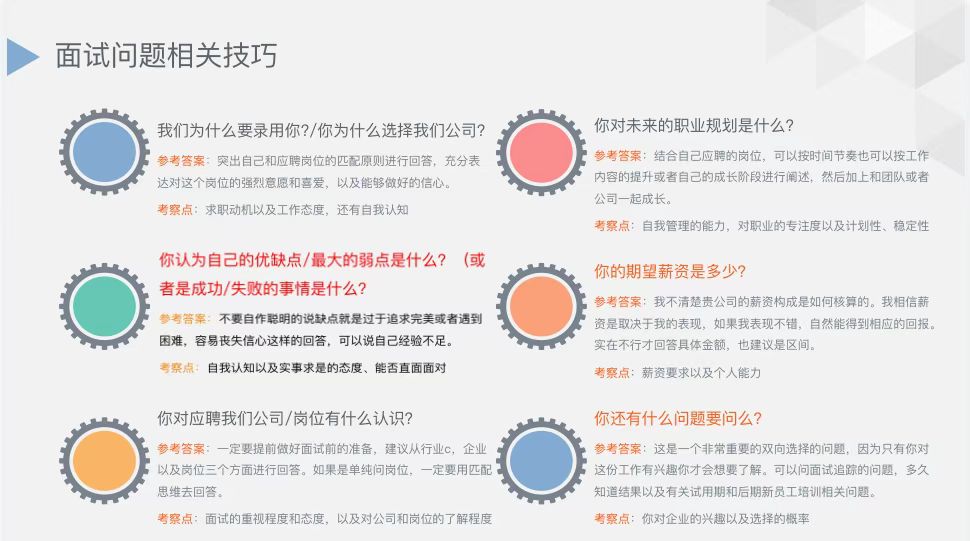 面试问题相关技巧
我们为什么要录用你?/你为什么选择我们公司?
参考答案：突出自己和应聘岗位的匹配原则进行回答，充分表
达对这个岗位的强烈意愿和喜爱，以及能够做好的信心。
考察点：求职动机以及工作态度，还有自我认知
你认为自己的优缺点/最大的弱点是什么？（或
者是成功/失败的事情是什么？
参考答案：不要自作聪明的说缺点就是过于追求完美或者遇到
困难，容易丧失信心这样的回答，可以说自己经验不足。
考察点：自我认知以及实事求是的态度、能否直面面对
你对应聘我们公司/岗位有什么认识?
参考答案：一定要提前做好面试前的准备，建议从行业c，企业
以及岗位三个方面进行回答。如果是单纯问岗位，一定要用匹配
思维去回答。
考察点：面试的重视程度和态度，以及对公司和岗位的了解程度
你对未来的职业规划是什么?
参考答案：结合自己应聘的岗位，可以按时间节奏也可以按工作
内容的提升或者自己的成长阶段进行阐述，然后加上和团队或者
公司一起成长。
考察点：自我管理的能力，对职业的专注度以及计划性、稳定性
你的期望薪资是多少?
参考答案：我不清楚贵公司的薪资构成是如何核算的。我相信薪
资是取决于我的表现，如果我表现不错，自然能得到相应的回报。
实在不行才回答具体金额，也建议是区间。
考察点：薪资要求以及个人能力
你还有什么问题要问么?
参考答案：这是一个非常重要的双向选择的问题，因为只有你对
这份工作有兴趣你才会想要了解。可以问面试追踪的问题，多久
知道结果以及有关试用期和后期新员工培训相关问题。
考察点：你对企业的兴趣以及选择的概率